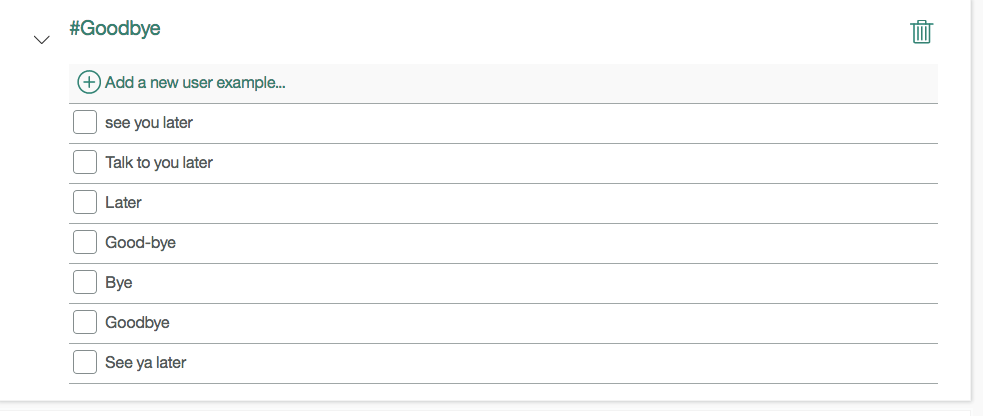 #Goodbye
Add a new user example...
see you later
Talk to you later
Later
Good-bye
Bye
Goodbye
See ya later